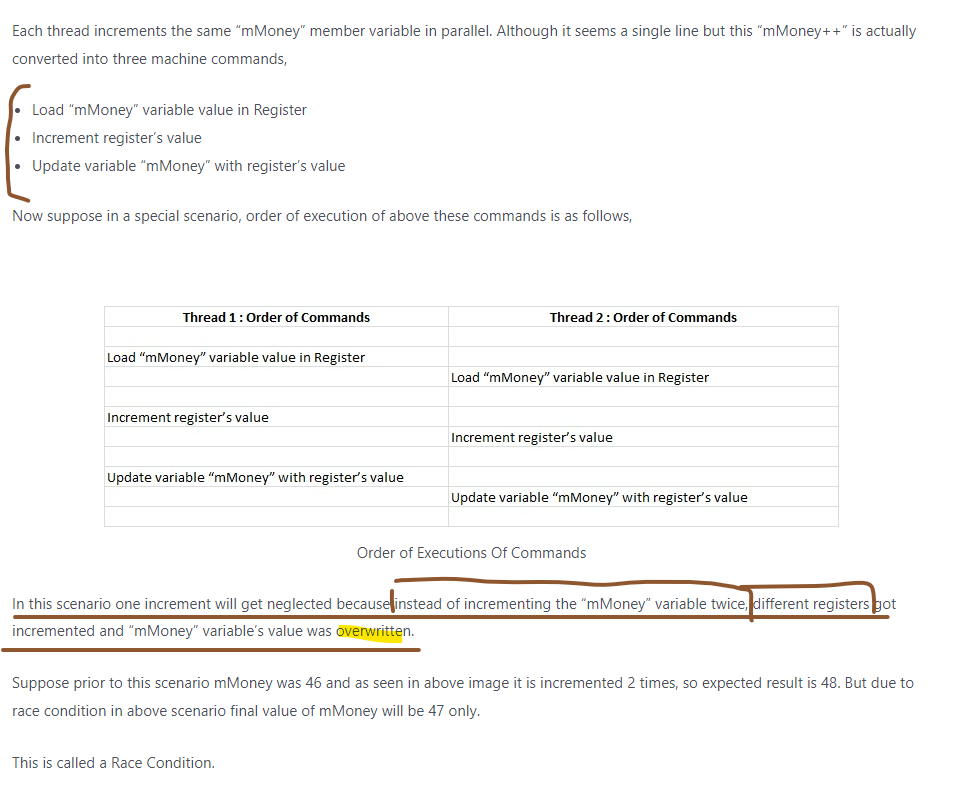 Each thread increments the same “mMoney” member variable in parallel. Although it seems a single line but this “mMoney++” is actually
converted into three machine commands,
• Load “mMoney” variable value in Register
• Increment register’s value
• Update variable “mMoney” with register’s value
Now suppose in a special scenario, order of execution of above these commands is as follows,
Thread 1 : Order of Commands Thread 2 : Order of Commands
Load “mMoney” variable value in Register
Load “mMoney” variable value in Register
Increment register’s value
Increment register’s value
Update variable “mMoney” with register’s value
Update variable “mMoney” with register’s value
Order of Executions Of Commands
In this scenario one increment will get neglected because instead of incrementing the “mMoney” variable twice, different registers got
incremented and “mMoney” variable’s value was overwritten.
Suppose prior to this scenario mMoney was 46 and as seen in above image it is incremented 2 times, so expected result is 48. But due to
race condition in above scenario final value of mMoney will be 47 only.
This is called a Race Condition.